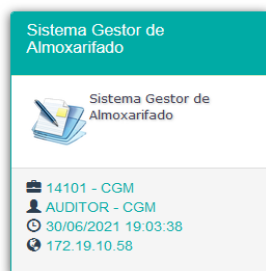 Sistema Gestor de
Almoxarifado
Sistema Gestor de
Almoxarifado
14101 - CGM
AUDITOR - CGM
30/06/2021 19:03:38
172.19.10.58